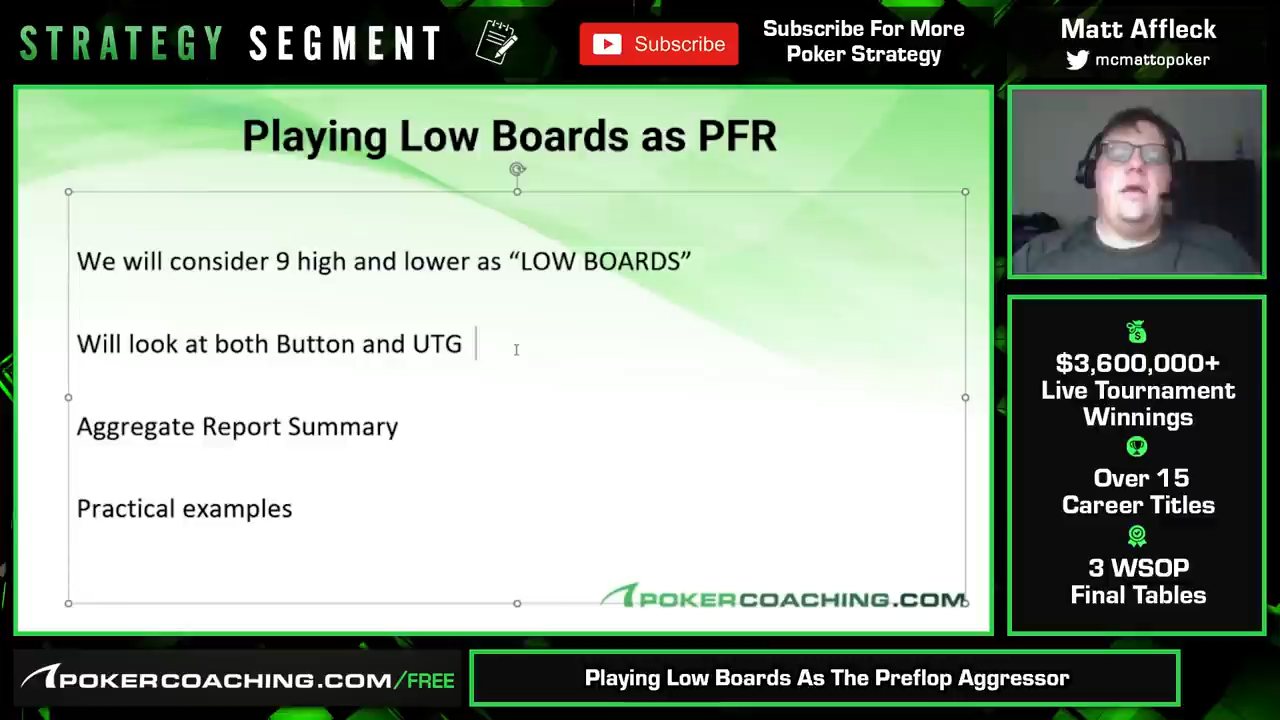 STRATEGY SEGMENT
Subscribe
Subscribe For More
Poker Strategy
Matt Affleck
mcmattopoker
Playing Low Boards as PFR
We will consider 9 high and lower as “LOW BOARDS”
Will look at both Button and UTG
Aggregate Report Summary
Practical examples
POKERCOACHING.COM
$3,600,000+
Live Tournament
Winnings
Over 15
Career Titles
3 WSOP
Final Tables
POKERCOACHING.COM/FREE
Playing Low Boards As The Preflop Aggressor